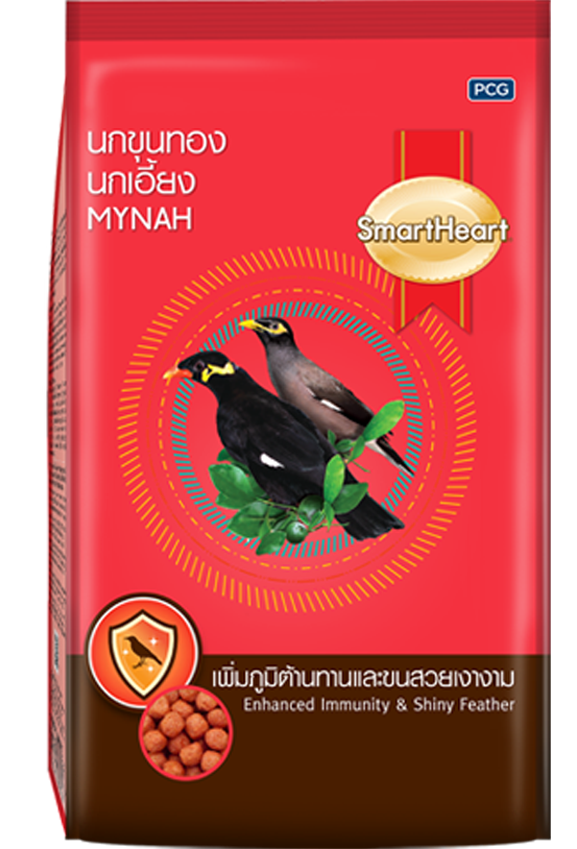 PCG
นกขุนทอง
นกเอี้ยง
MYNAH
SmartHeart
เพิ่มภูมิต้านทานและขนสวยเงางาม
Enhanced Immunity & Shiny Feather